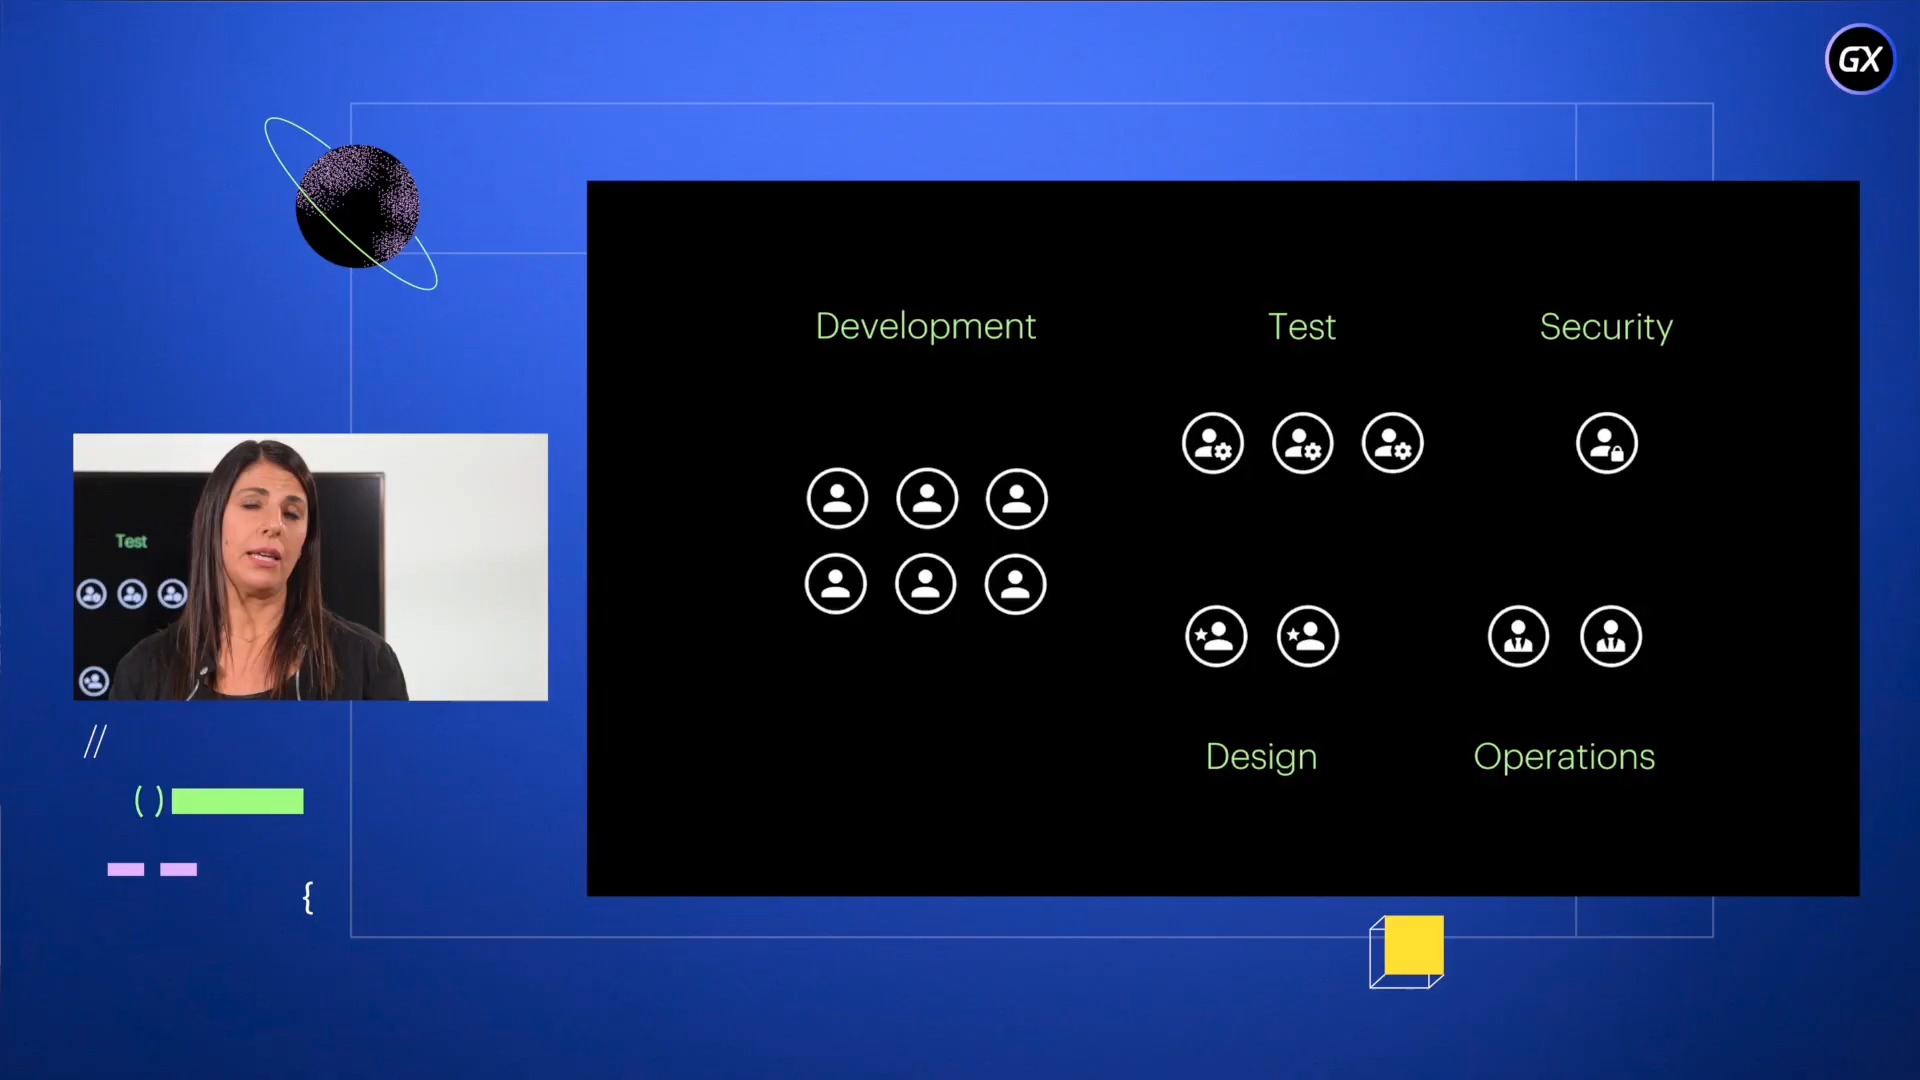 GX
Development
Test
Security
Design
Operations
Test
//
()
{